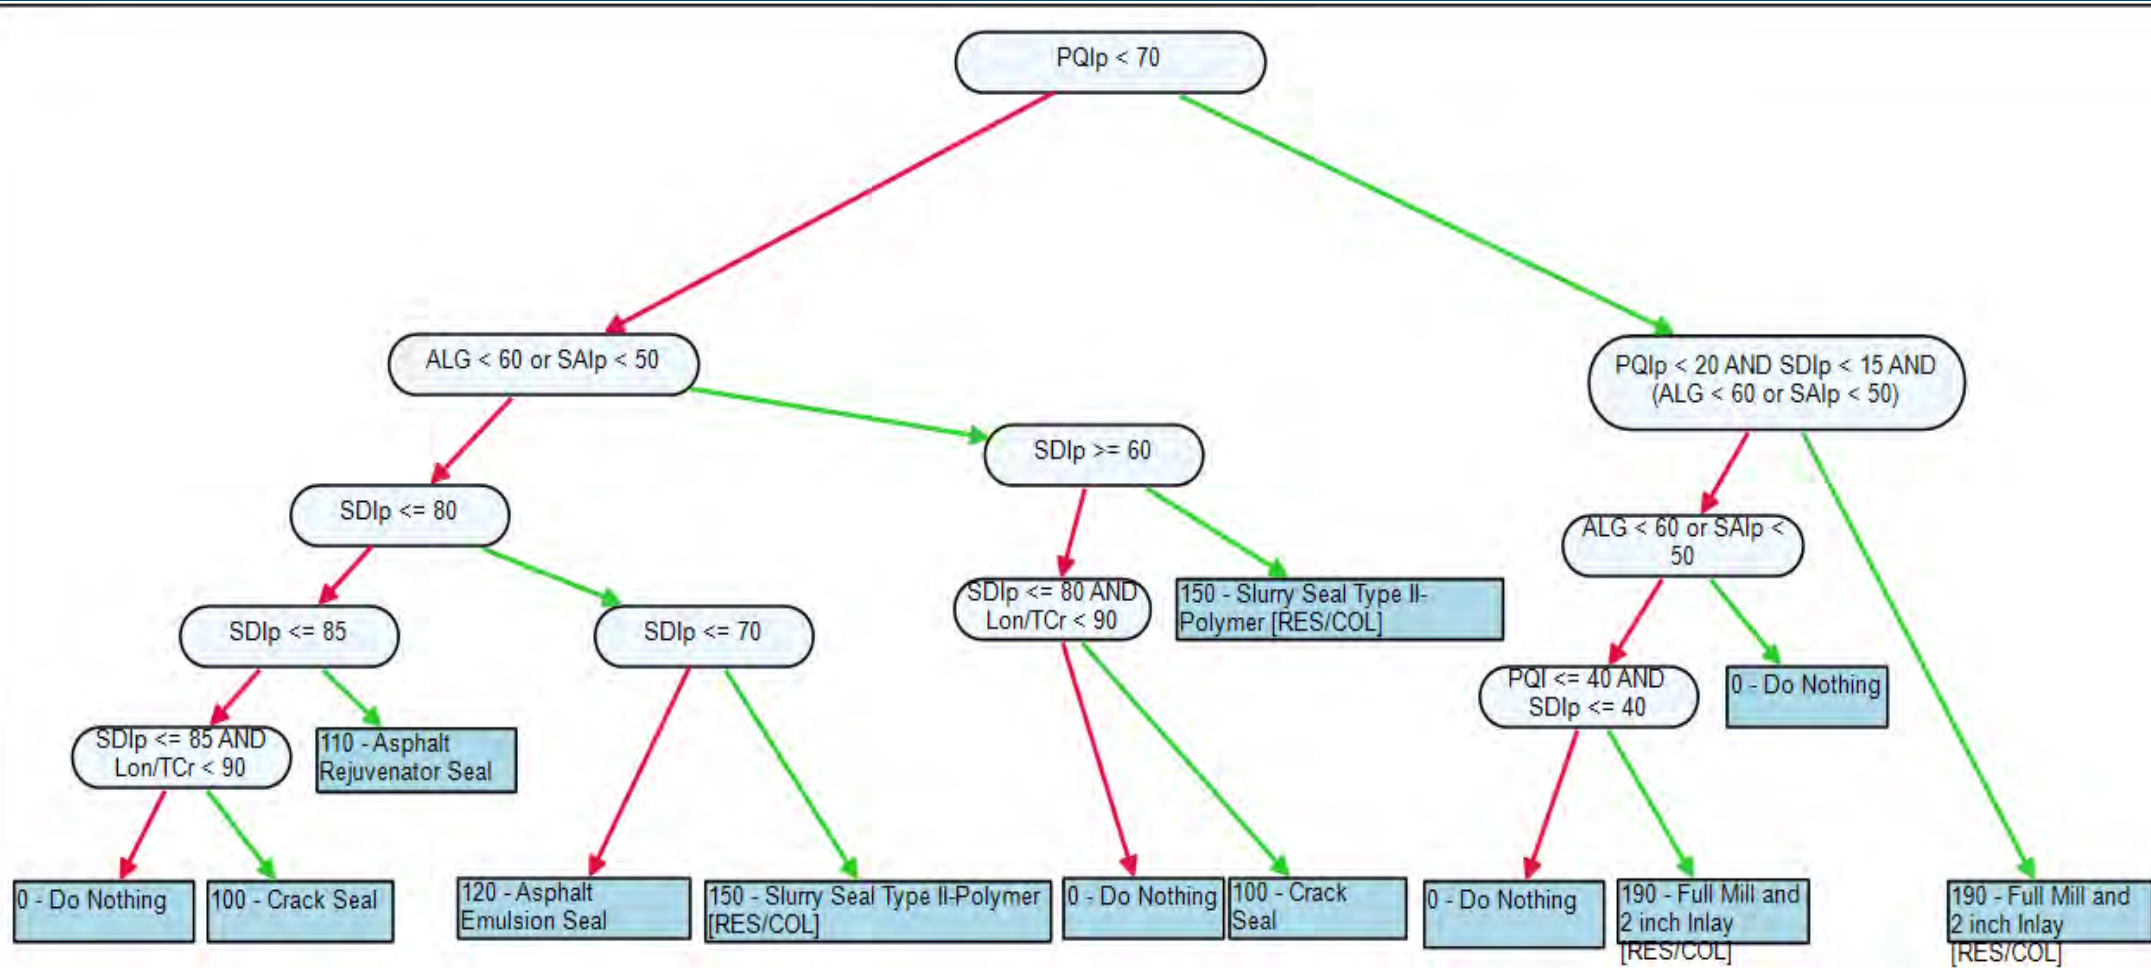 PQIp < 70
ALG < 60 or SAIp < 50
PQIp < 20 AND SDIp < 15 AND
(ALG < 60 or SAIp < 50)
SDIp >= 60
SDIp <= 80
ALG < 60 or SAIp <
50
SDIp <= 80 AND
Lon/TCr < 90
150 - Slurry Seal Type II-
Polymer [RES/COL]
SDIp <= 85
SDIp <= 70
PQI <= 40 AND
SDIp <= 40
0 - Do Nothing
SDIp <= 85 AND
Lon/TCr < 90
110 - Asphalt
Rejuvenator Seal
0 - Do Nothing
100 - Crack Seal
120 - Asphalt
Emulsion Seal
150 - Slurry Seal Type II-Polymer
[RES/COL]
0 - Do Nothing
100 - Crack
Seal
0 - Do Nothing
190 - Full Mill and
2 inch Inlay
[RES/COL]
190 - Full Mill and
2 inch Inlay
[RES/COL]